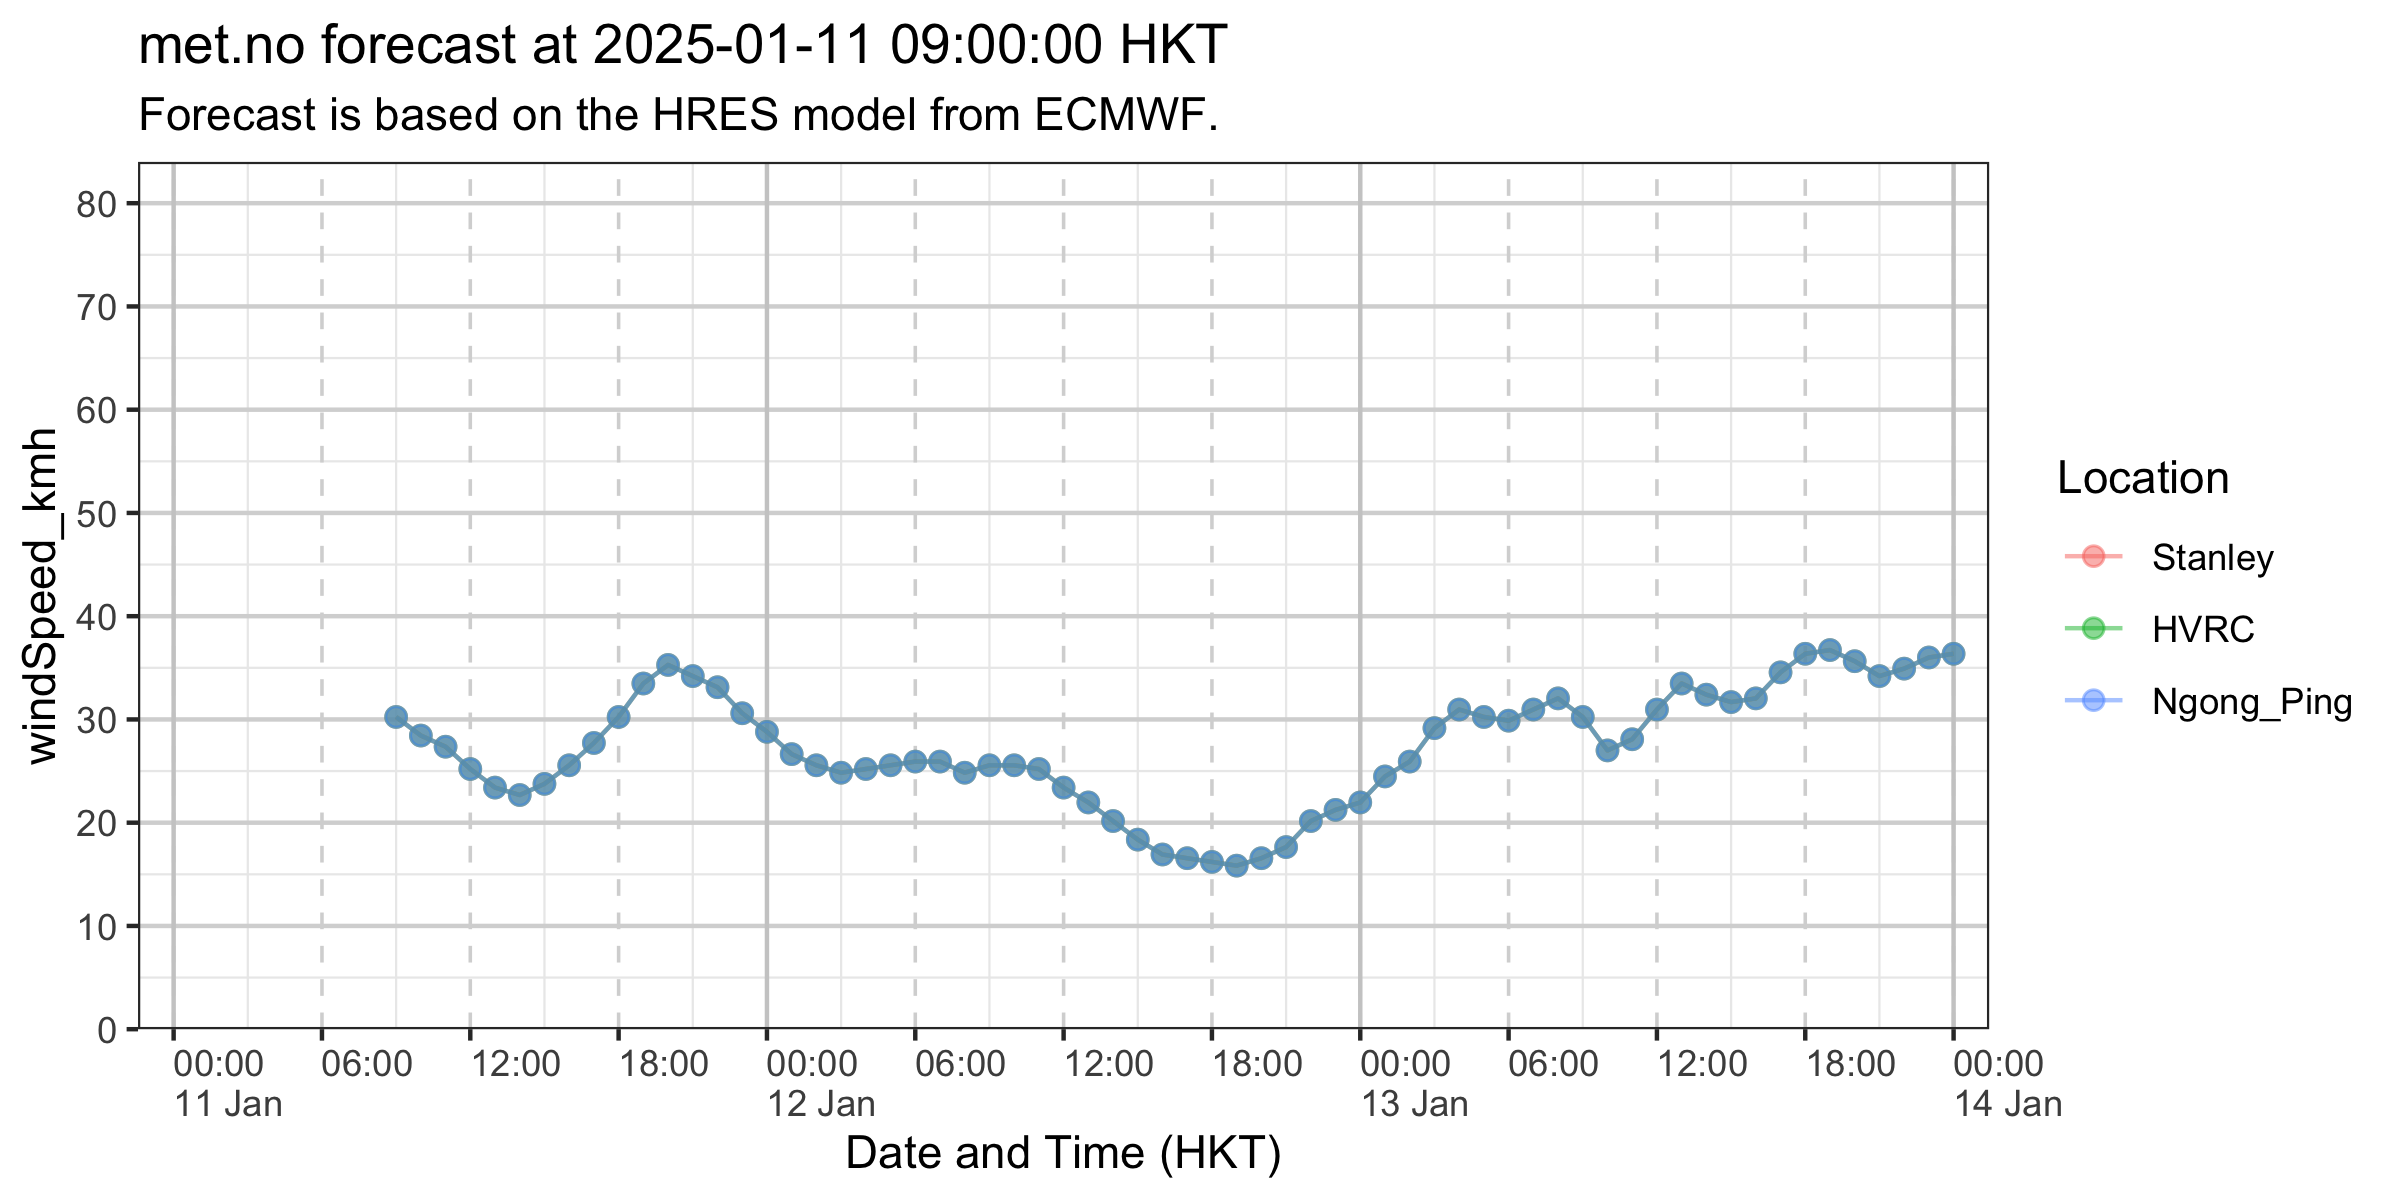 met.no forecast at 2025-01-11 09:00:00 HKT
Forecast is based on the HRES model from ECMWF.
windSpeed_kmh
80
70
60
50
40
30
20
10
0
00:00 06:00 12:00 18:00 00:00 06:00 12:00 18:00 00:00 06:00 12:00 18:00 00:00
11 Jan 12 Jan 13 Jan 14 Jan
Date and Time (HKT)
Location
Stanley
HVRC
Ngong_Ping